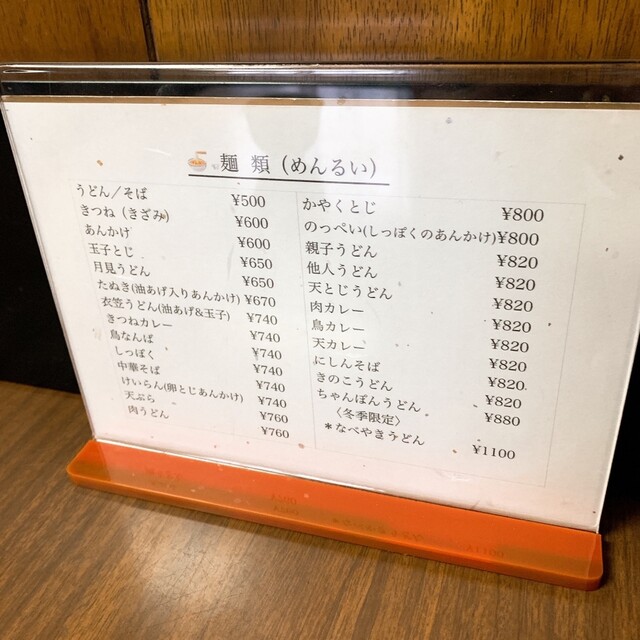 麺 類 (めんるい)
うどん／そば ¥500
きつね (きざみ) ¥600
あんかけ ¥600
玉子とじ ¥650
月見うどん ¥650
たぬき(油あげ入りあんかけ) ¥670
衣笠うどん(油あげ&玉子) ¥740
きつねカレー ¥740
鳥なんば ¥740
しっぽく ¥740
中華そば ¥740
けいらん(卵とじあんかけ) ¥740
天ぷら ¥760
肉うどん ¥760
かやくとじ ¥800
のっぺい(しっぽくのあんかけ) ¥800
親子うどん ¥820
他人うどん ¥820
天とじうどん ¥820
肉カレー ¥820
鳥カレー ¥820
天カレー ¥820
にしんそば ¥820
きのこうどん ¥820
ちゃんぽんうどん ¥880
〈冬季限定〉
*なべやきうどん ¥1100